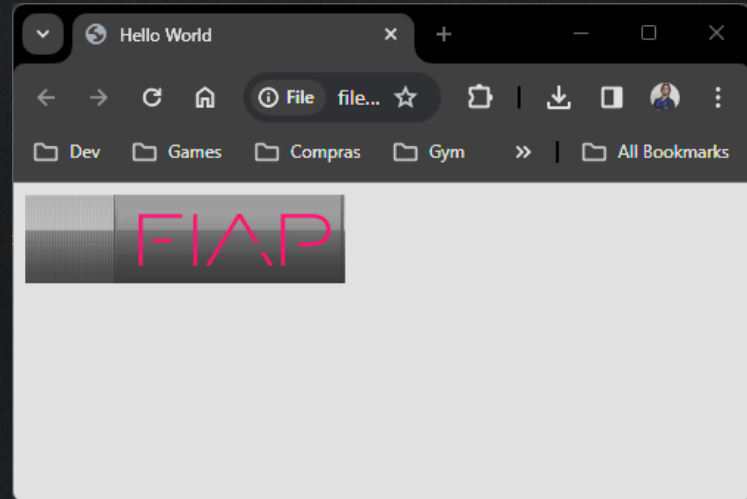 Hello World
File file...
Dev Games Compras Gym » All Bookmarks
FIAP